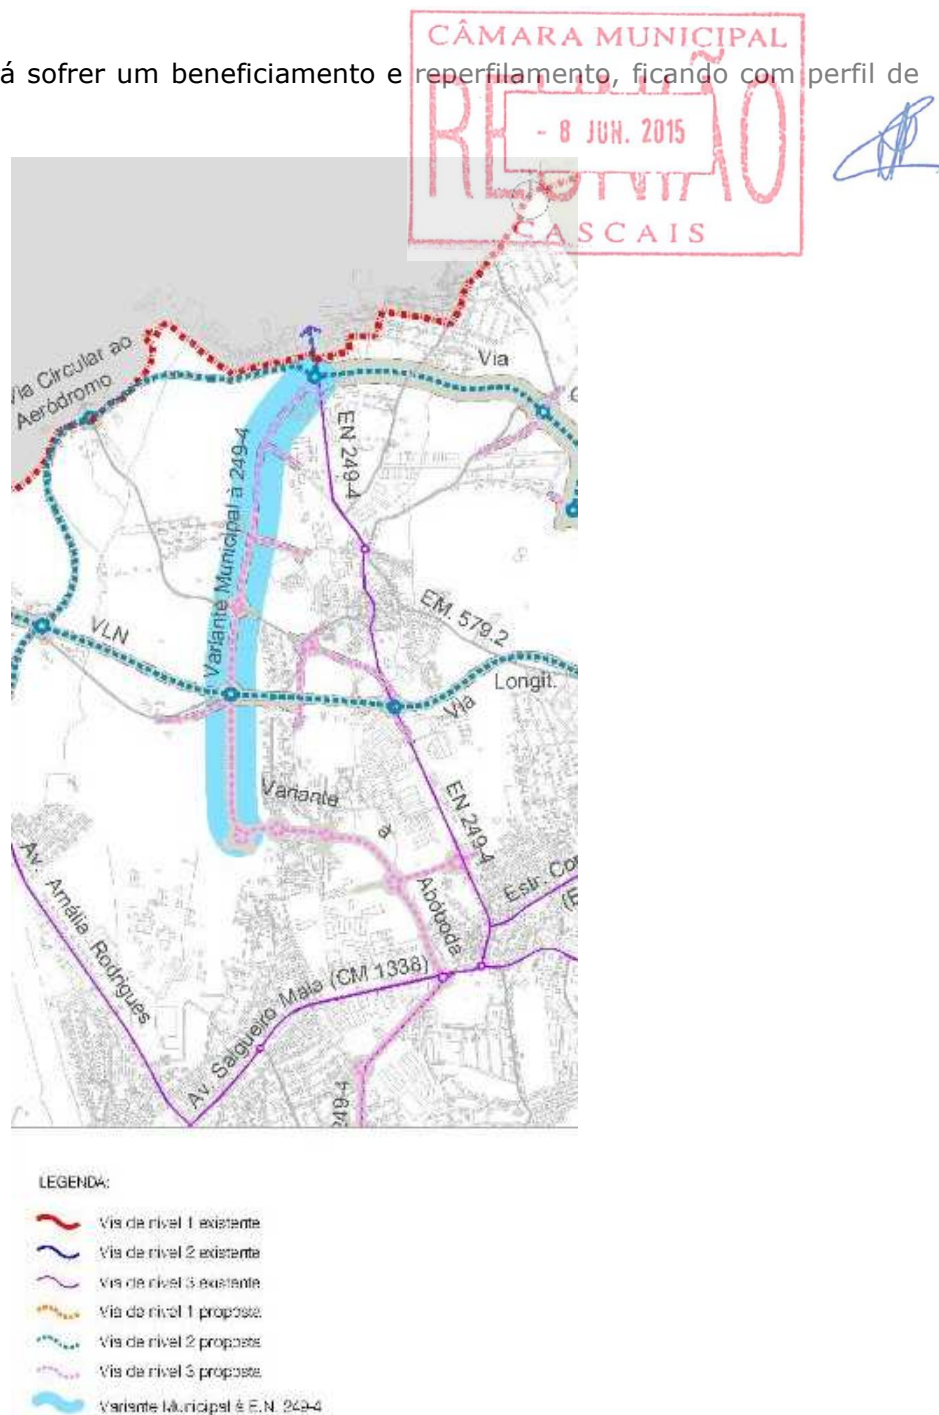 CÂMARA MUNICIPAL
á sofrer um beneficiamento e reperfilamento, ficando com perfil de
REUNIÃO
- 8 JUN. 2015
CASCAIS
Via Circular ao
Aeródromo
Via
EN 249-4
Variante Municipal à 249-4
EM. 579.2
VLN
Longit.
Via
Variante
à
EN 249-4
Abóboda
Estr. Co
(E
Av. Amália Rodrigues
Av. Salgueiro Maia (CM 1338)
249-4
LEGENDA:
Via de nível 1 existente
Via de nível 2 existente
Via de nível 3 existente
Via de nível 1 proposta
Via de nível 2 proposta
Via de nível 3 proposta
Variante Municipal à E.N. 249-4